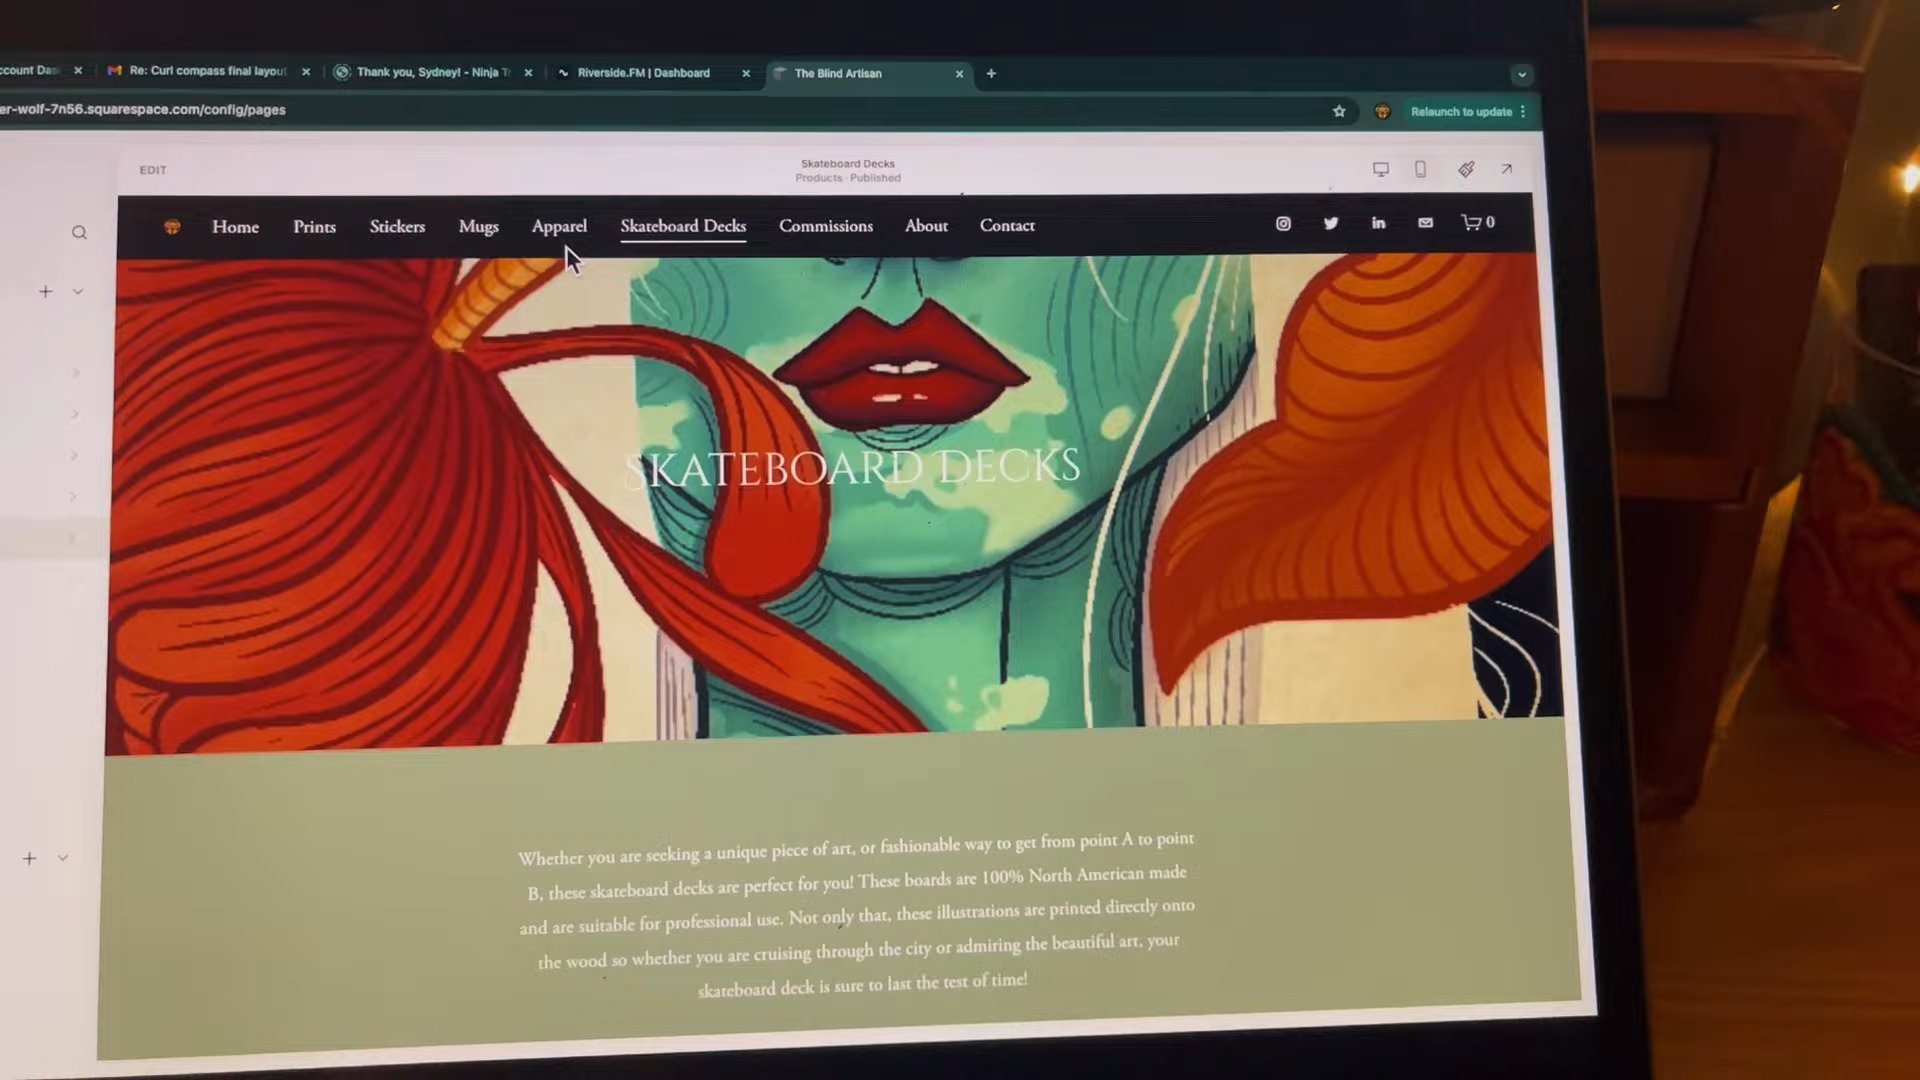 ccount Das
Re: Curl compass final layout
Thank you, Sydney! - Ninja T
Riverside.FM | Dashboard
The Blind Artisan
er-wolf-7n56.squarespace.com/config/pages
Relaunch to update
EDIT
Skateboard Decks
Products · Published
Home Prints Stickers Mugs Apparel Skateboard Decks Commissions About Contact
in
0
SKATEBOARD DECKS
Whether you are seeking a unique piece of art, or fashionable way to get from point A to point
B, these skateboard decks are perfect for you! These boards are 100% North American made
and are suitable for professional use. Not only that, these illustrations are printed directly onto
the wood so whether you are cruising through the city or admiring the beautiful art, your
skateboard deck is sure to last the test of time!